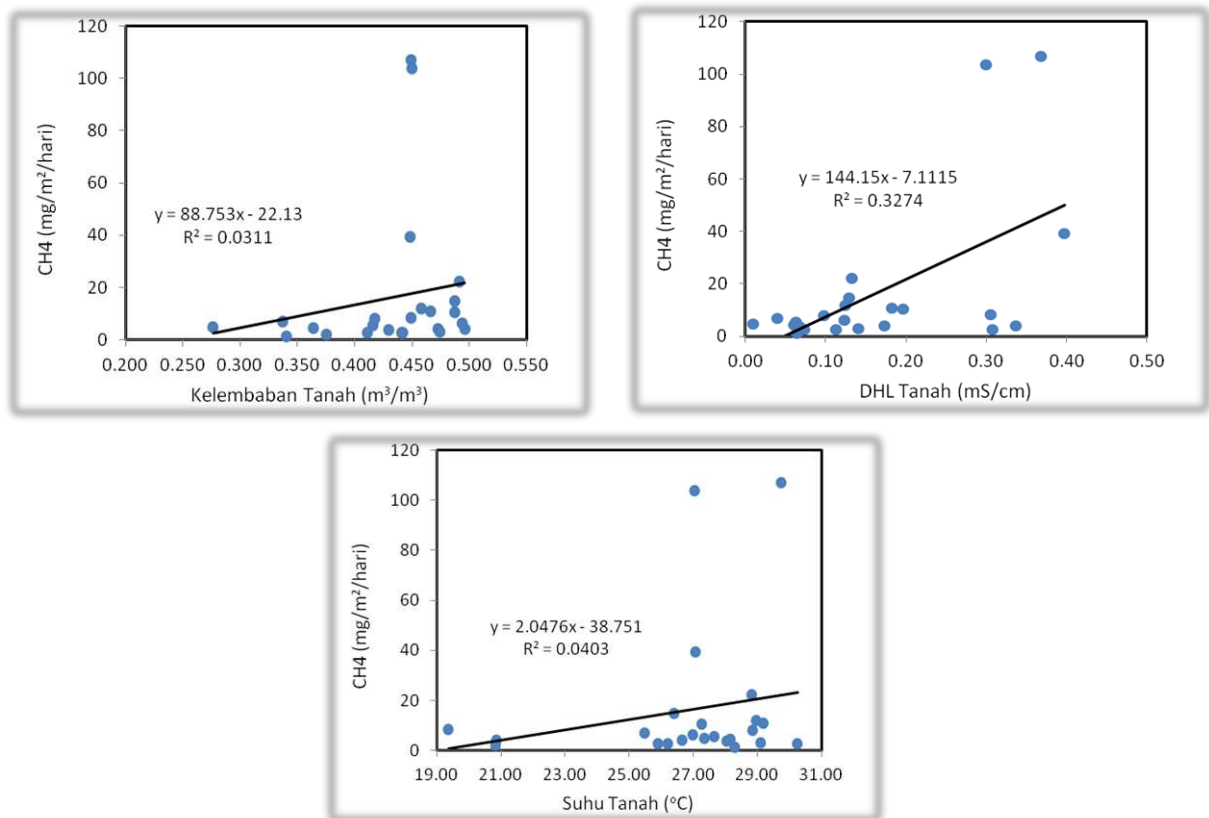 120
100
80
60
40
20
0
CH4 (mg/m²/hari)
y = 88.753x - 22.13
R² = 0.0311
0.200 0.250 0.300 0.350 0.400 0.450 0.500 0.550
Kelembaban Tanah (m³/m³)
120
100
80
60
40
20
0
CH4 (mg/m²/hari)
y = 144.15x - 7.1115
R² = 0.3274
0.00 0.10 0.20 0.30 0.40 0.50
DHL Tanah (mS/cm)
120
100
80
60
40
20
0
CH4 (mg/m²/hari)
y = 2.0476x - 38.751
R² = 0.0403
19.00 21.00 23.00 25.00 27.00 29.00 31.00
Suhu Tanah (°C)